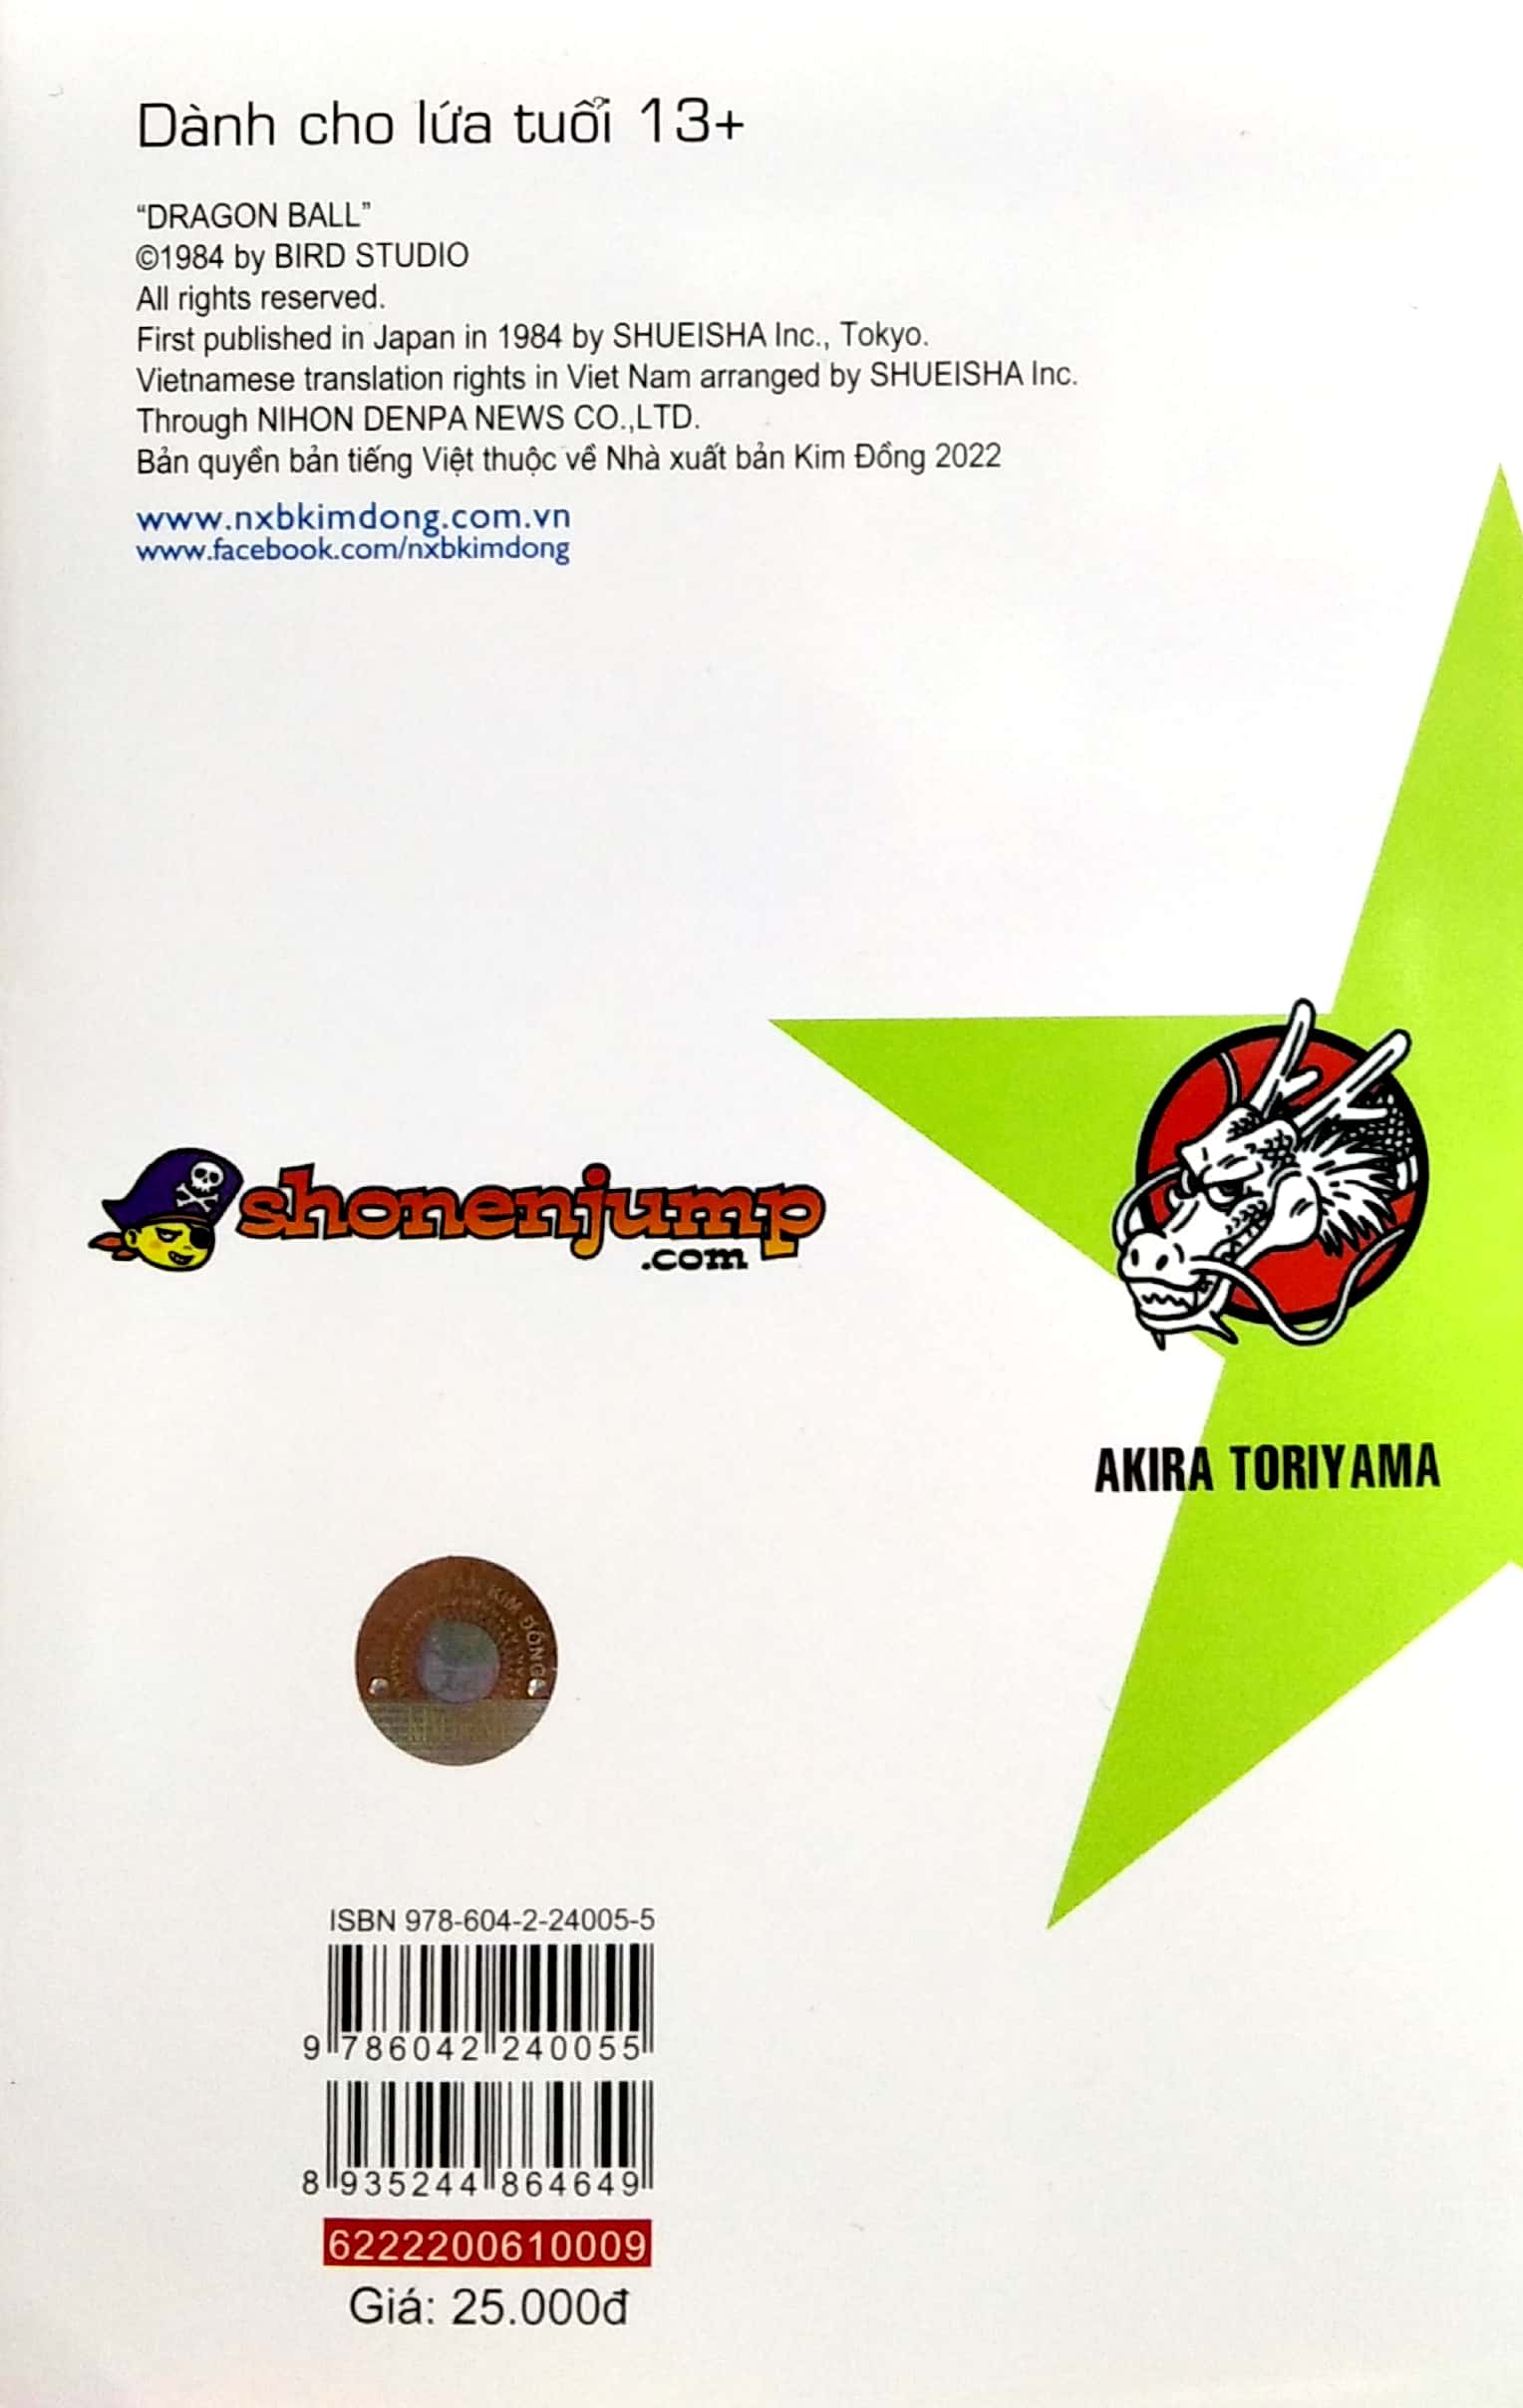 Dành cho lứa tuổi 13+
“DRAGON BALL”
©1984 by BIRD STUDIO
All rights reserved.
First published in Japan in 1984 by SHUEISHA Inc., Tokyo.
Vietnamese translation rights in Viet Nam arranged by SHUEISHA Inc.
Through NIHON DENPA NEWS CO.,LTD.
Bản quyền bản tiếng Việt thuộc về Nhà xuất bản Kim Đồng 2022
www.nxbkimdong.com.vn
www.facebook.com/nxbkimdong
shonenjump
.com
AKIRA TORIYAMA
KIM ĐỒNG
ISBN 978-604-2-24005-5
9 786042 240055
8 935244 864649
6222200610009
Giá: 25.000đ